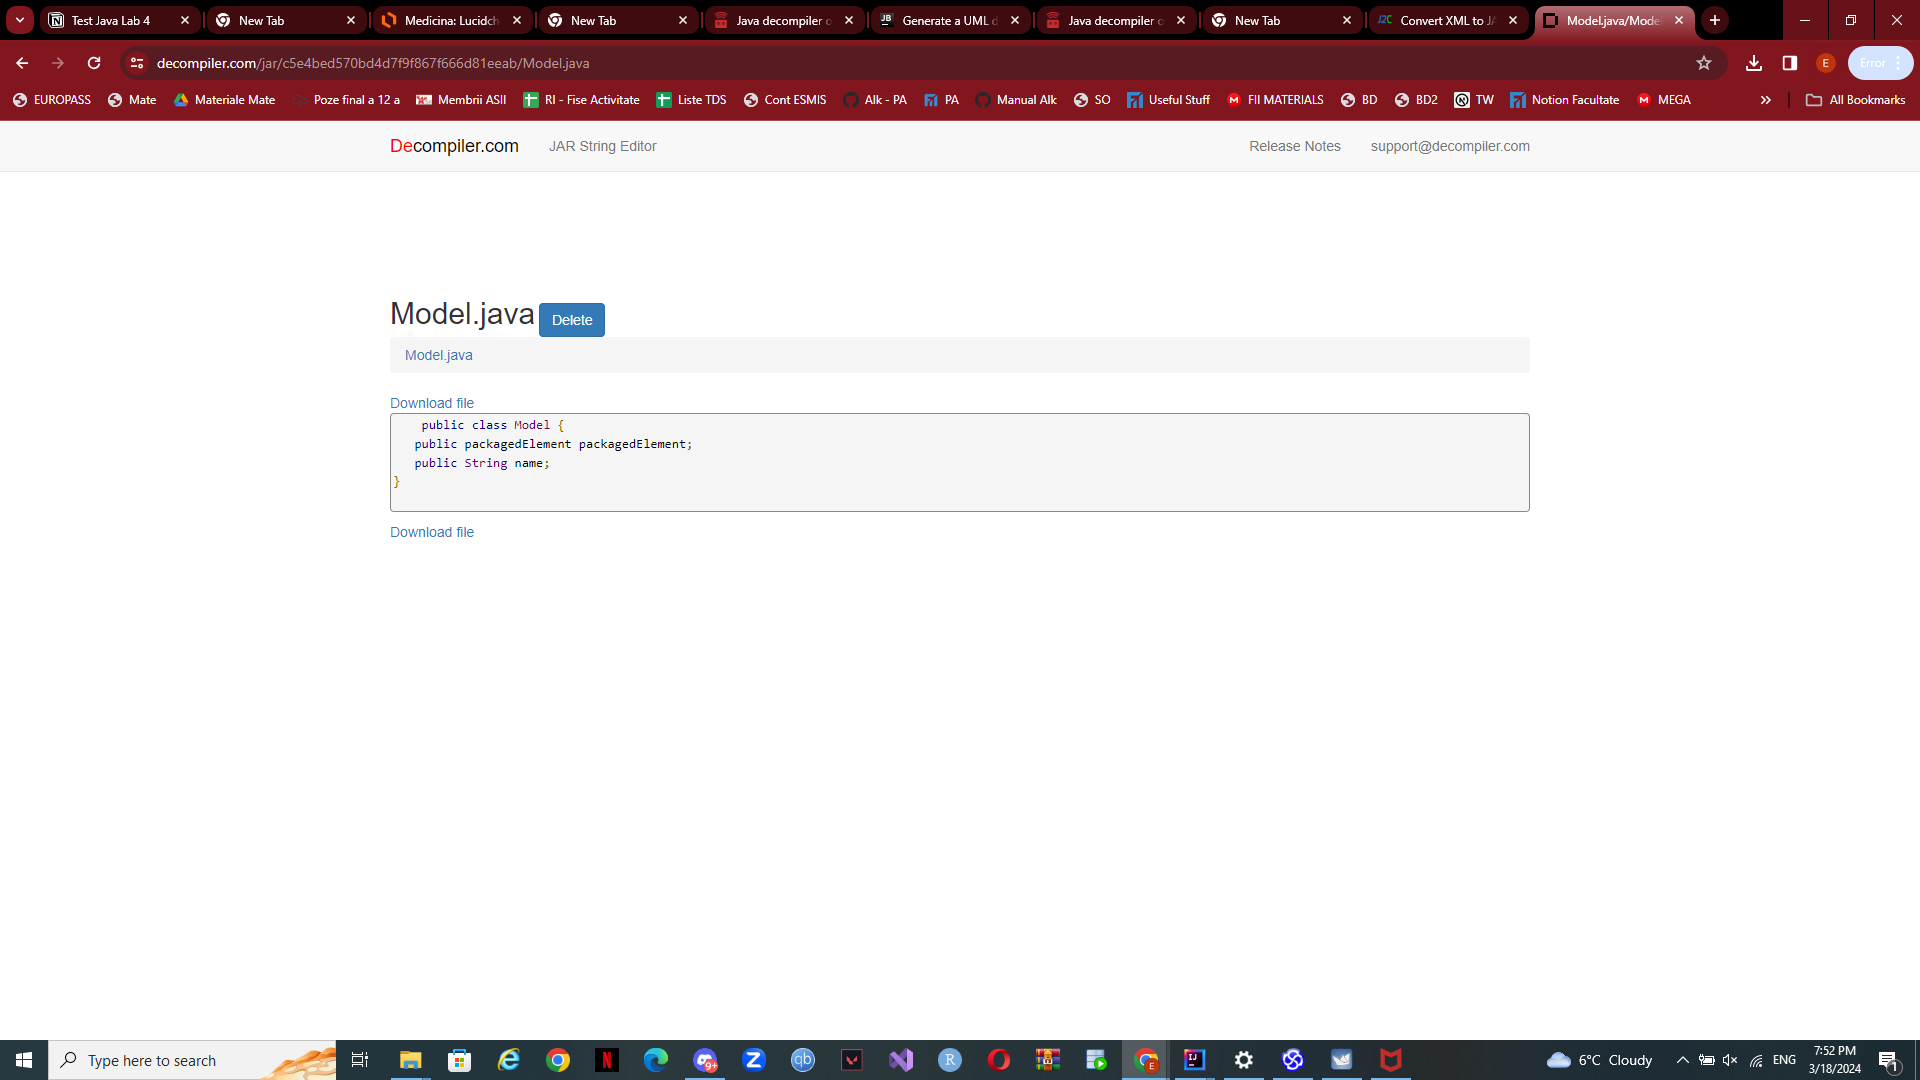 Test Java Lab 4
New Tab
Medicina: Lucidch
New Tab
Java decompiler o
Generate a UML d
Java decompiler o
New Tab
Convert XML to JA
Model.java/Mode
decompiler.com/jar/c5e4bed570bd4d7f9f867f666d81eeab/Model.java
E
Error
EUROPASS
Mate
Materiale Mate
Poze final a 12 a
Membrii ASII
RI - Fise Activitate
Liste TDS
Cont ESMIS
Alk - PA
PA
Manual Alk
SO
Useful Stuff
FII MATERIALS
BD
BD2
TW
Notion Facultate
MEGA
All Bookmarks
Decompiler.com
JAR String Editor
Release Notes
support@decompiler.com
Model.java
Delete
Model.java
Download file
public class Model {
public packagedElement packagedElement;
public String name;
}
Download file
Type here to search
6°C Cloudy
ENG
7:52 PM
3/18/2024
1